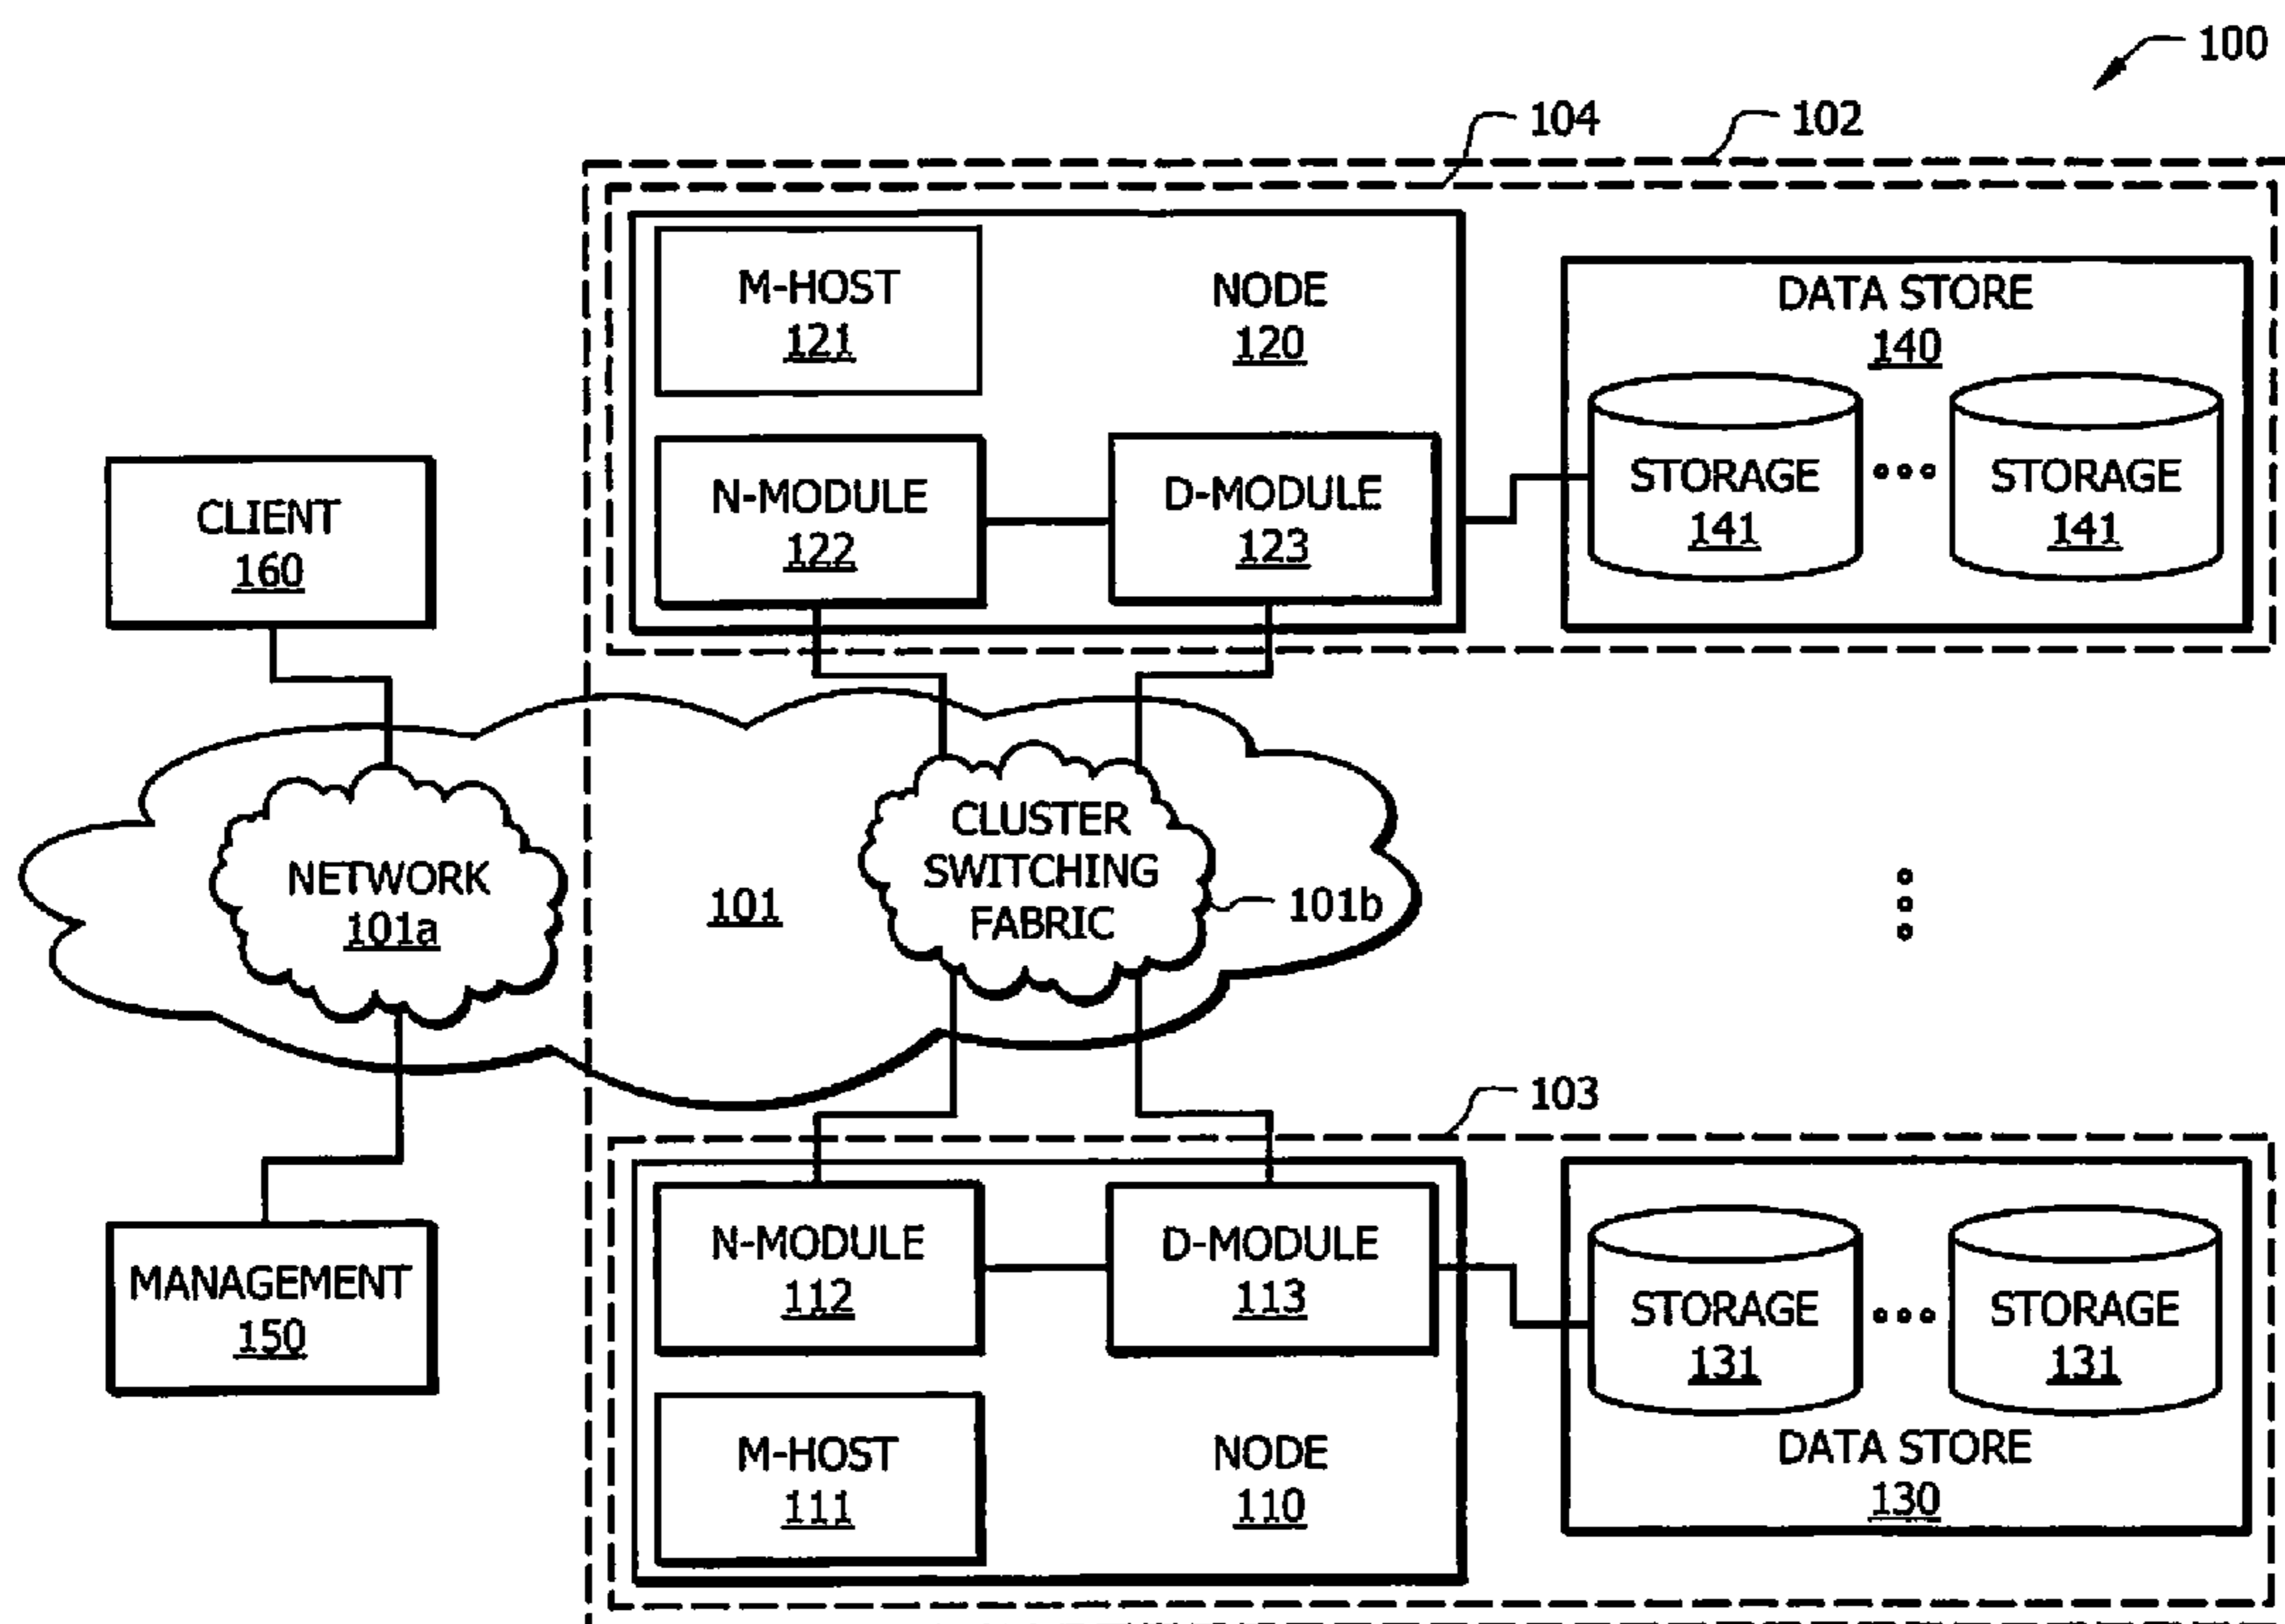 100
104
102
M-HOST
121
NODE
120
DATA STORE
140
N-MODULE
122
D-MODULE
123
STORAGE
141
STORAGE
141
CLIENT
160
NETWORK
101a
101
CLUSTER
SWITCHING
FABRIC
101b
103
MANAGEMENT
150
N-MODULE
112
D-MODULE
113
STORAGE
131
STORAGE
131
M-HOST
111
NODE
110
DATA STORE
130